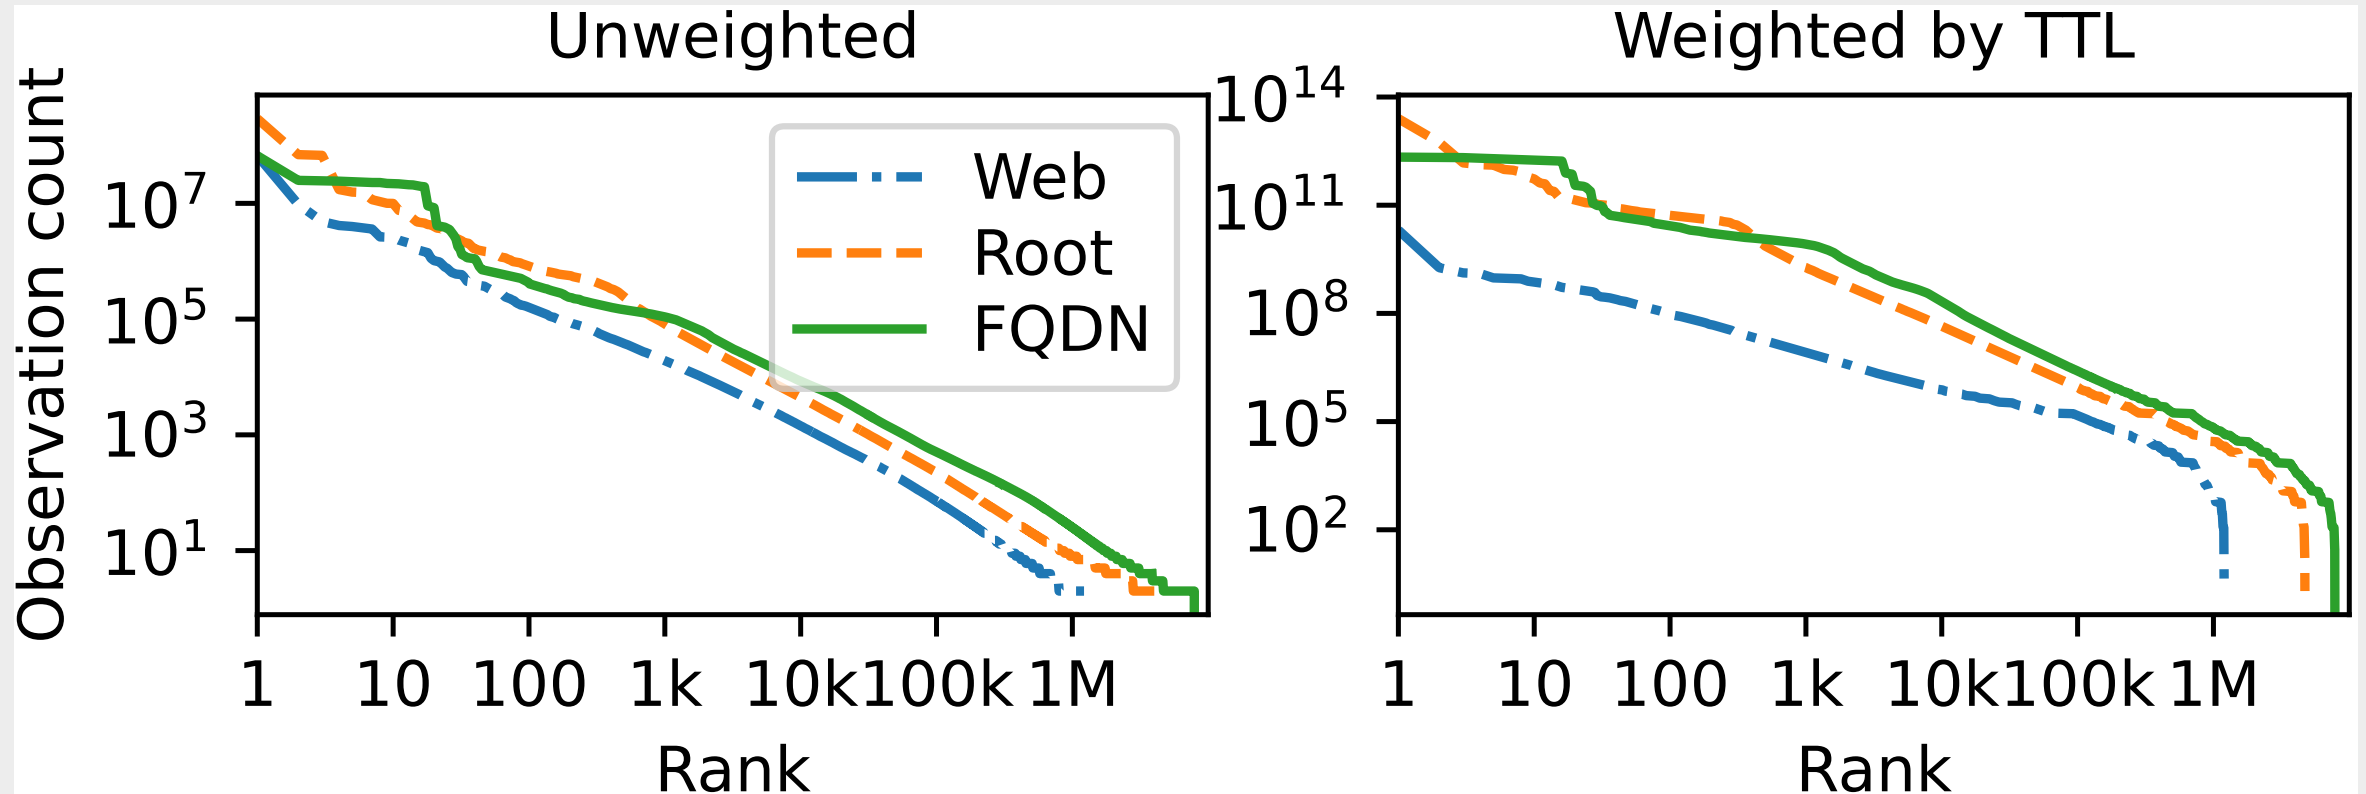 Unweighted
Observation count
10^7
10^5
10^3
10^1
Web
Root
FQDN
1 10 100 1k 10k 100k 1M
Rank
Weighted by TTL
10^14
10^11
10^8
10^5
10^2
1 10 100 1k 10k 100k 1M
Rank